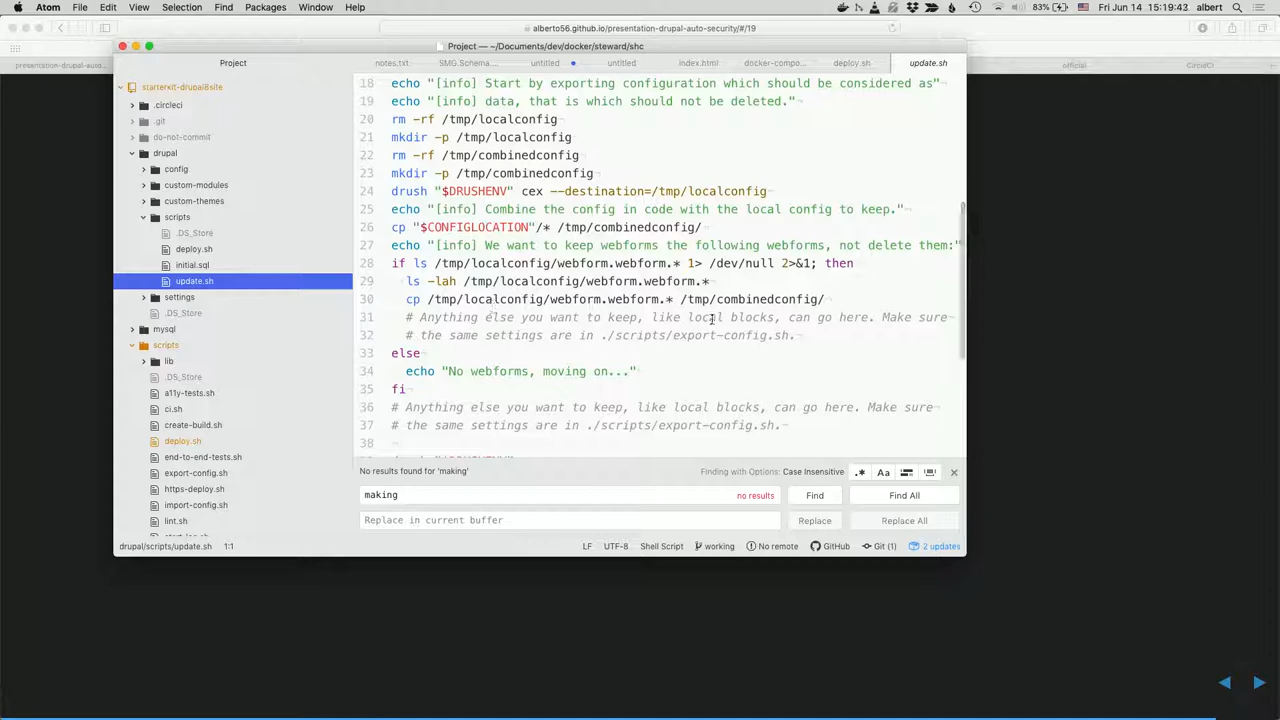 Atom File Edit View Selection Find Packages Window Help
83% Fri Jun 14 15:19:43 albert
alberto56.github.io/presentation-drupal-auto-security/#/19
Project — ~/Documents/dev/docker/steward/shc
presentation-drupal-auto...
official
CircleCI
Project
notes.txt
SMG.Schema...
untitled
untitled
index.html
docker-compo...
deploy.sh
update.sh
starterkit-drupal8site
.circleci
.git
do-not-commit
drupal
config
custom-modules
custom-themes
scripts
.DS_Store
deploy.sh
initial.sql
update.sh
settings
.DS_Store
mysql
scripts
lib
.DS_Store
a11y-tests.sh
ci.sh
create-build.sh
deploy.sh
end-to-end-tests.sh
export-config.sh
https-deploy.sh
import-config.sh
lint.sh
18 echo "[info] Start by exporting configuration which should be considered as"
19 echo "[info] data, that is which should not be deleted."
20 rm -rf /tmp/localconfig
21 mkdir -p /tmp/localconfig
22 rm -rf /tmp/combinedconfig
23 mkdir -p /tmp/combinedconfig
24 drush "$DRUSHENV" cex --destination=/tmp/localconfig
25 echo "[info] Combine the config in code with the local config to keep."
26 cp "$CONFIGLOCATION"/* /tmp/combinedconfig/
27 echo "[info] We want to keep webforms the following webforms, not delete them:"
28 if ls /tmp/localconfig/webform.webform.* 1> /dev/null 2>&1; then
29 ls -lah /tmp/localconfig/webform.webform.*
30 cp /tmp/localconfig/webform.webform.* /tmp/combinedconfig/
31 # Anything else you want to keep, like local blocks, can go here. Make sure
32 # the same settings are in ./scripts/export-config.sh.
33 else
34 echo "No webforms, moving on..."
35 fi
36 # Anything else you want to keep, like local blocks, can go here. Make sure
37 # the same settings are in ./scripts/export-config.sh.
38
No results found for 'making'
Finding with Options: Case Insensitive
.* Aa
making
no results
Find
Find All
Replace in current buffer
Replace
Replace All
drupal/scripts/update.sh 1:1
LF UTF-8 Shell Script working No remote GitHub Git (1) 2 updates